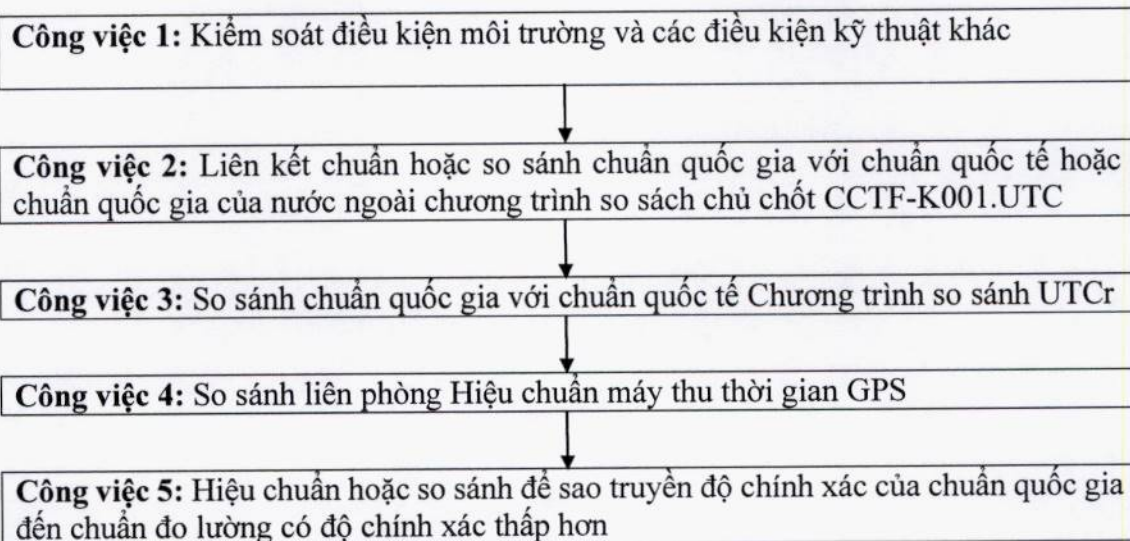 Công việc 1: Kiểm soát điều kiện môi trường và các điều kiện kỹ thuật khác
Công việc 2: Liên kết chuẩn hoặc so sánh chuẩn quốc gia với chuẩn quốc tế hoặc
chuẩn quốc gia của nước ngoài chương trình so sách chủ chốt CCTF-K001.UTC
Công việc 3: So sánh chuẩn quốc gia với chuẩn quốc tế Chương trình so sánh UTCr
Công việc 4: So sánh liên phòng Hiệu chuẩn máy thu thời gian GPS
Công việc 5: Hiệu chuẩn hoặc so sánh để sao truyền độ chính xác của chuẩn quốc gia
đến chuẩn đo lường có độ chính xác thấp hơn